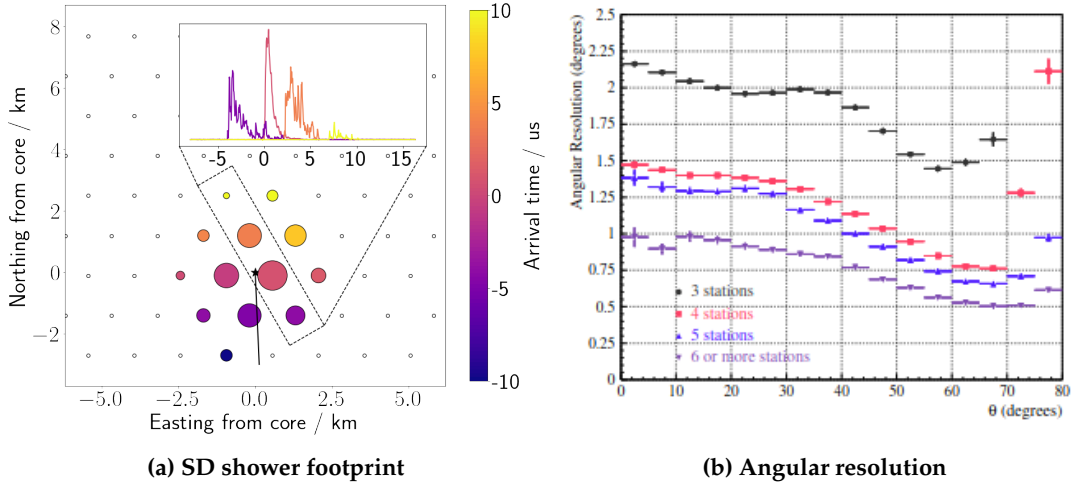 8
6
4
2
0
−2
Northing from core / km
−5.0 −2.5 0.0 2.5 5.0
Easting from core / km
-5 0 5 10 15
10
5
0
-5
-10
Arrival time / us
(a) SD shower footprint
Angular Resolution (degrees)
2.5
2.25
2
1.75
1.5
1.25
1
0.75
0.5
0.25
0
3 stations
4 stations
5 stations
6 or more stations
0 10 20 30 40 50 60 70 80
θ (degrees)
(b) Angular resolution